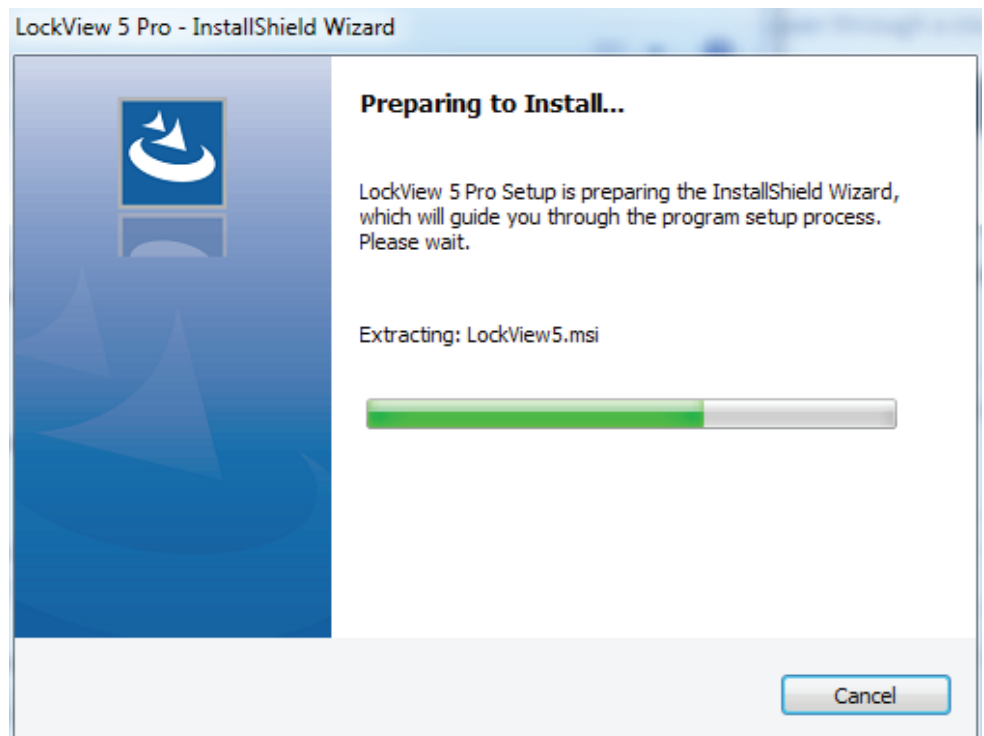 LockView 5 Pro - InstallShield Wizard
Preparing to Install...
LockView 5 Pro Setup is preparing the InstallShield Wizard,
which will guide you through the program setup process.
Please wait.
Extracting: LockView5.msi
Cancel